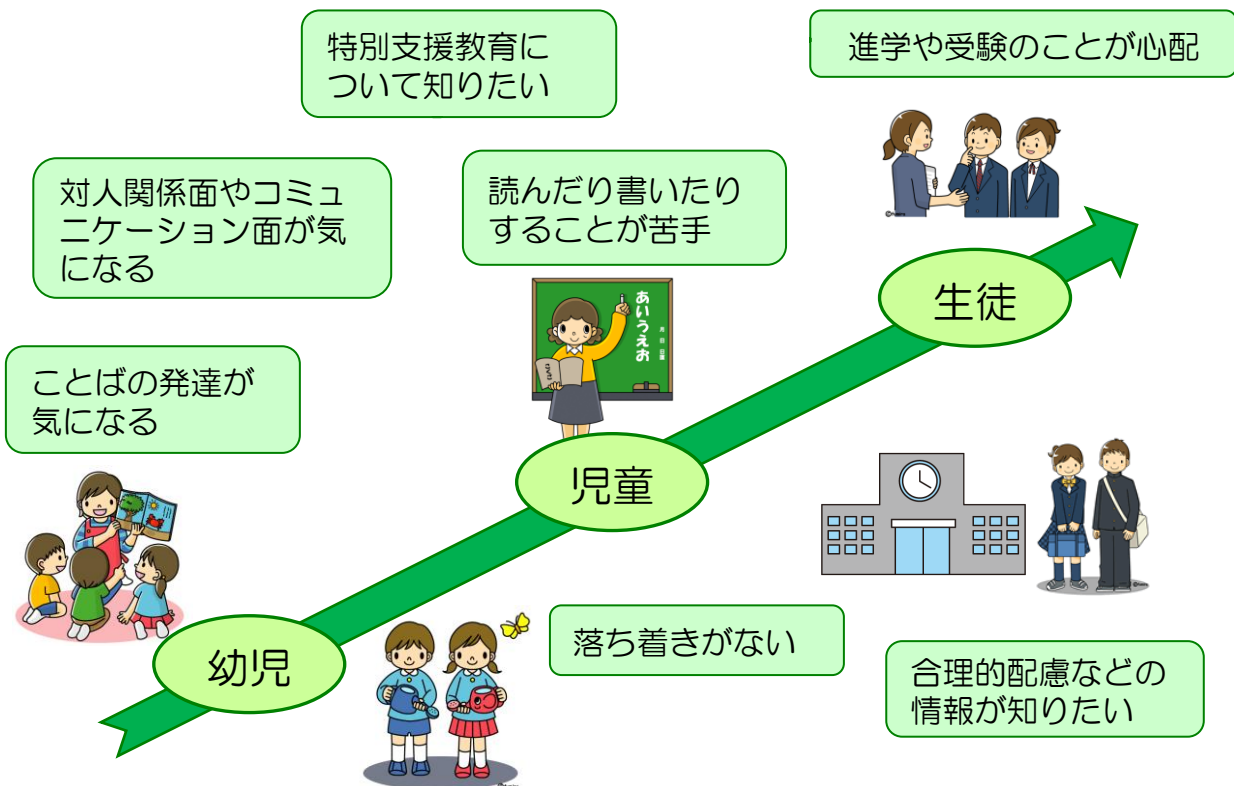 特別支援教育に
ついて知りたい
進学や受験のことが心配
対人関係面やコミュ
ニケーション面が気
になる
読んだり書いたり
することが苦手
あいうえお
生徒
ことばの発達が
気になる
児童
幼児
落ち着きがない
合理的配慮などの
情報が知りたい